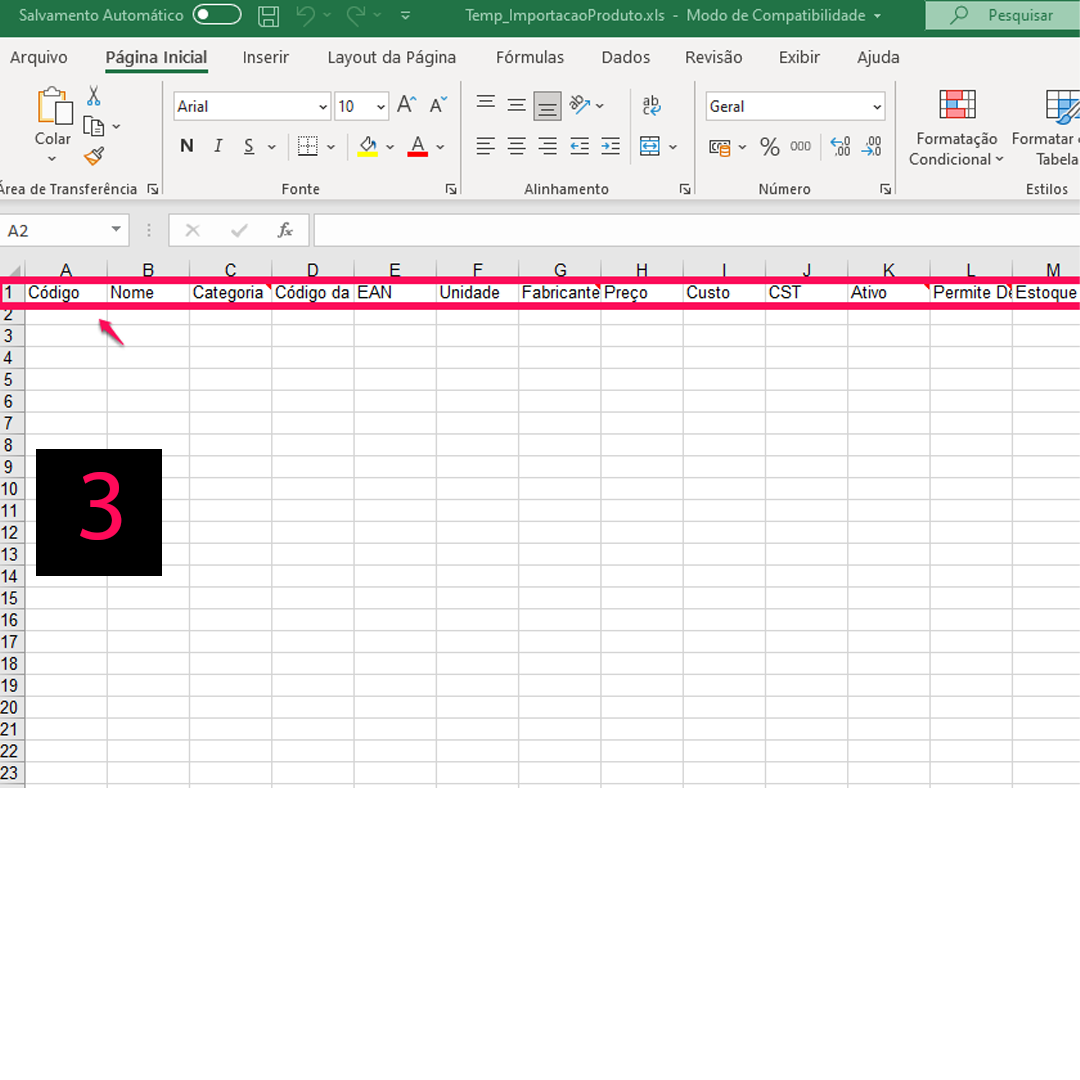 Salvamento Automático Temp_ImportacaoProduto.xls - Modo de Compatibilidade Pesquisar
Arquivo Página Inicial Inserir Layout da Página Fórmulas Dados Revisão Exibir Ajuda
Arial 10 ab Geral
Colar Formatação Formatar
N I S A % 000 Condicional Tabela
Área de Transferência Fonte Alinhamento Número Estilos
A2 fx
A B C D E F G H I J K L M
1 Código Nome Categoria Código da EAN Unidade Fabricante Preço Custo CST Ativo Permite De Estoque
2
3
4
5
6
7
8
9
10
11
12
13
14
15
16
17
18
19
20
21
22
23
3